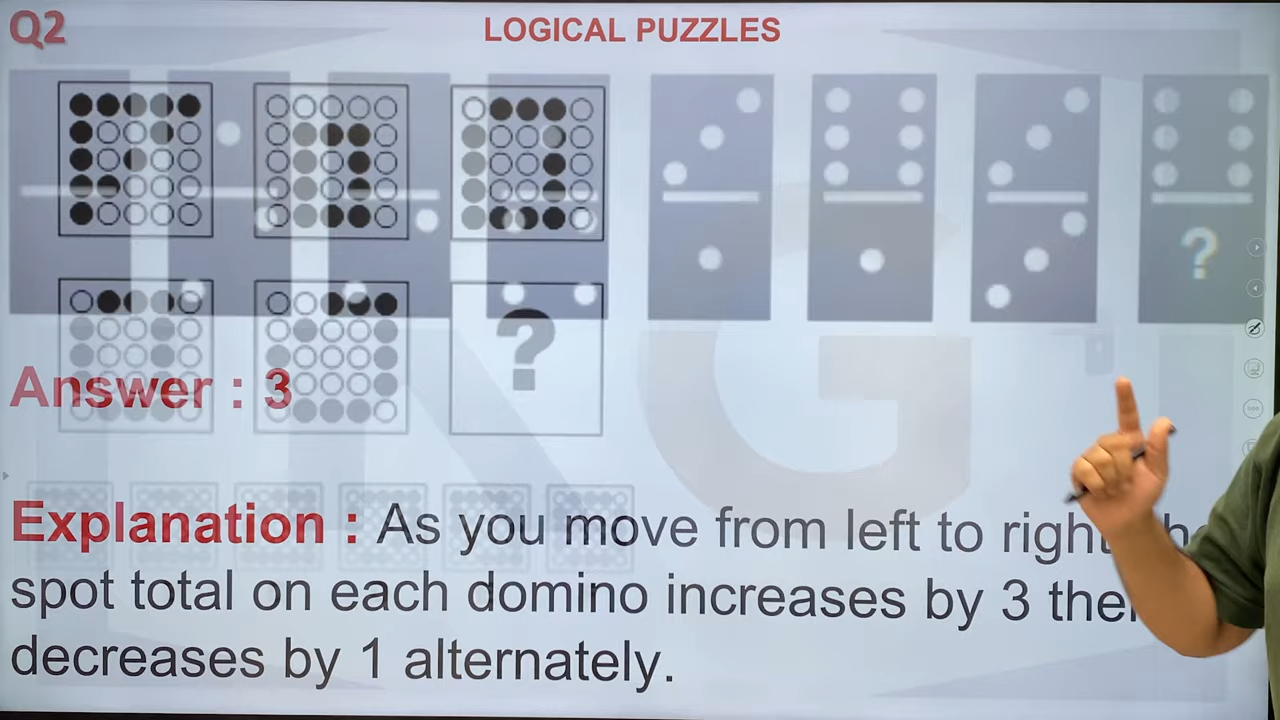 Q2
LOGICAL PUZZLES
?
?
Answer : 3
Explanation : As you move from left to right
spot total on each domino increases by 3
decreases by 1 alternately.